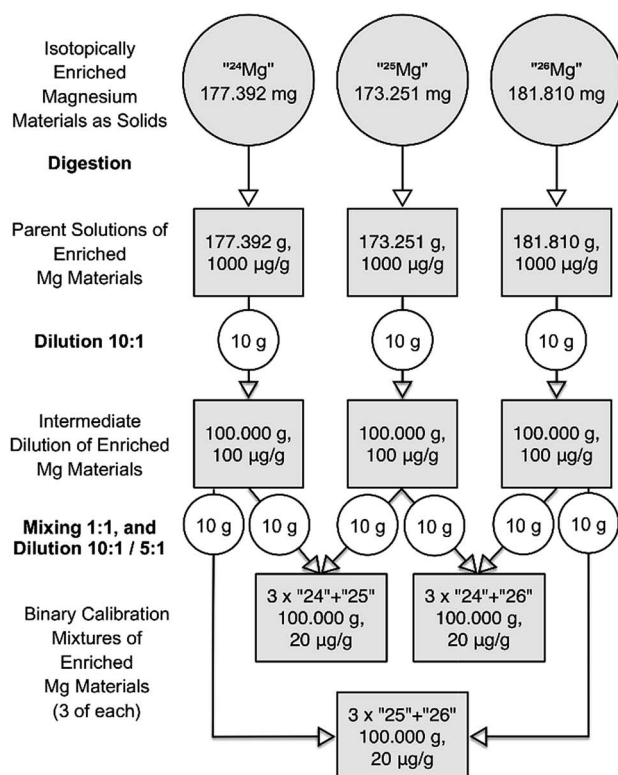 Isotopically
Enriched
Magnesium
Materials as Solids
"²⁴Mg"
177.392 mg
"²⁵Mg"
173.251 mg
"²⁶Mg"
181.810 mg
Digestion
Parent Solutions of
Enriched
Mg Materials
177.392 g,
1000 µg/g
173.251 g,
1000 µg/g
181.810 g,
1000 µg/g
Dilution 10:1
10 g
10 g
10 g
Intermediate
Dilution of Enriched
Mg Materials
100.000 g,
100 µg/g
100.000 g,
100 µg/g
100.000 g,
100 µg/g
Mixing 1:1, and
Dilution 10:1 / 5:1
10 g
10 g
10 g
10 g
10 g
10 g
Binary Calibration
Mixtures of
Enriched
Mg Materials
(3 of each)
3 x "24"+"25"
100.000 g,
20 µg/g
3 x "24"+"26"
100.000 g,
20 µg/g
3 x "25"+"26"
100.000 g,
20 µg/g